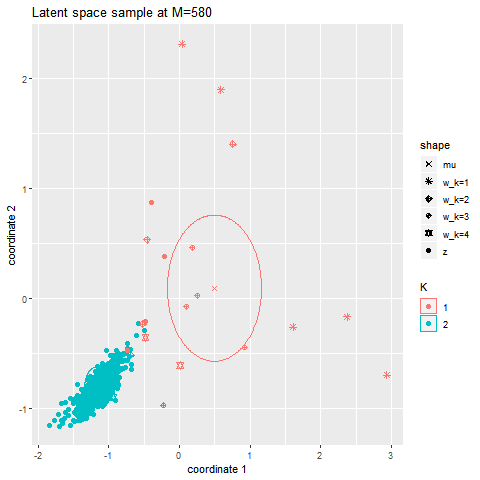 Latent space sample at M=580
2
1
0
-1
coordinate 2
-2
-1
0
1
2
3
coordinate 1
shape
mu
w_k=1
w_k=2
w_k=3
w_k=4
z
K
1
2